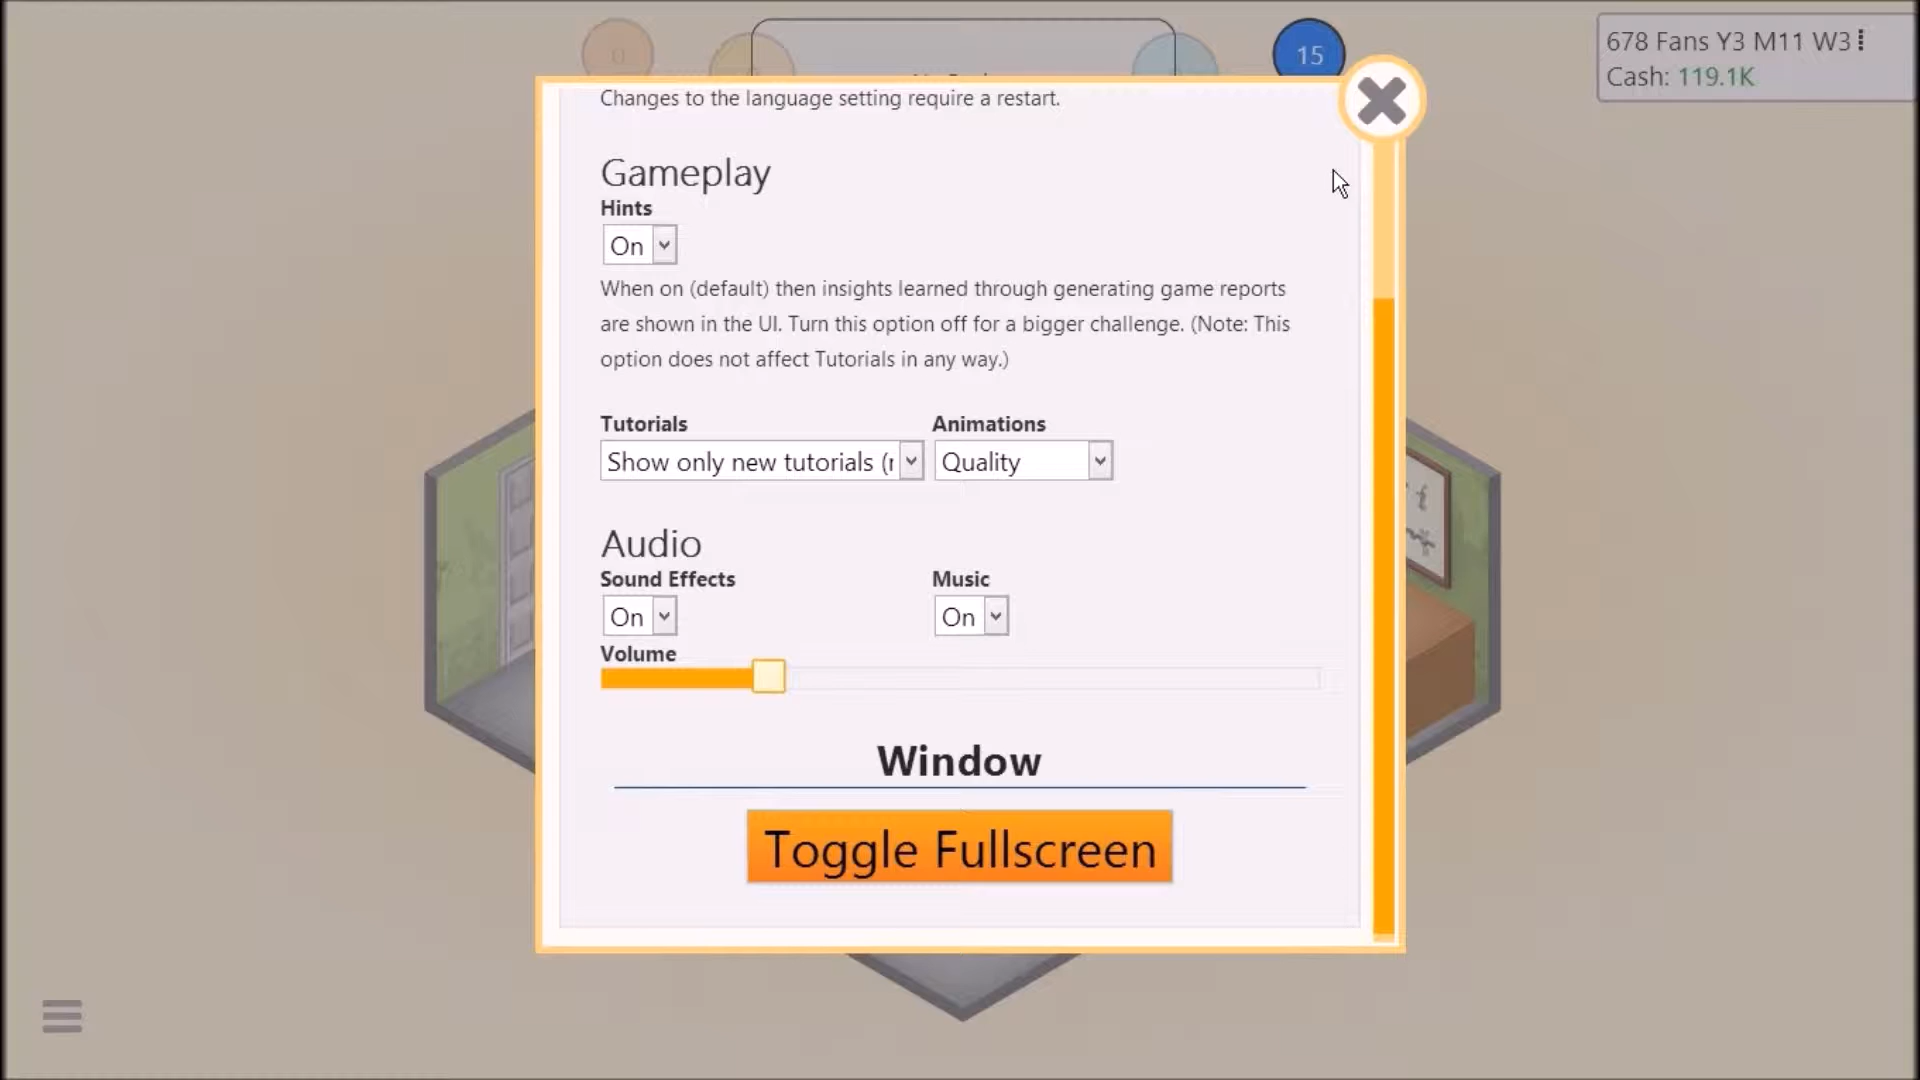 15
678 Fans Y3 M11 W3
Cash: 119.1K
Changes to the language setting require a restart.
Gameplay
Hints
On
When on (default) then insights learned through generating game reports
are shown in the UI. Turn this option off for a bigger challenge. (Note: This
option does not affect Tutorials in any way.)
Tutorials Animations
Show only new tutorials (r Quality
Audio
Sound Effects Music
On On
Volume
Window
Toggle Fullscreen